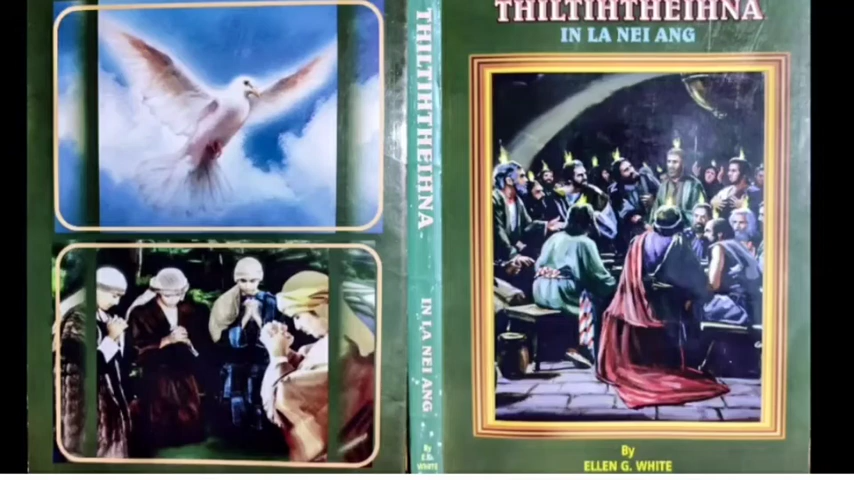 THILTIHTHEIHNA
IN LA NEI ANG
By
ELLEN G. WHITE
THILTIHTHEIHNA
IN LA NEI ANG
By
E.G.
WHITE